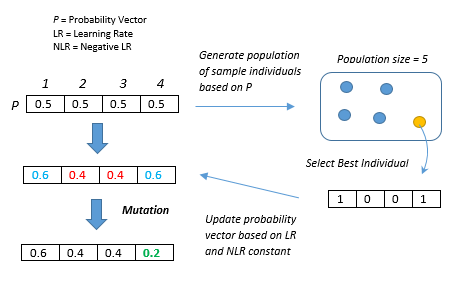 P = Probability Vector
LR = Learning Rate
NLR = Negative LR
1 2 3 4
P 0.5 0.5 0.5 0.5
Generate population
of sample individuals
based on P
Population size = 5
Select Best Individual
1 0 0 1
0.6 0.4 0.4 0.6
Update probability
vector based on LR
and NLR constant
Mutation
0.6 0.4 0.4 0.2